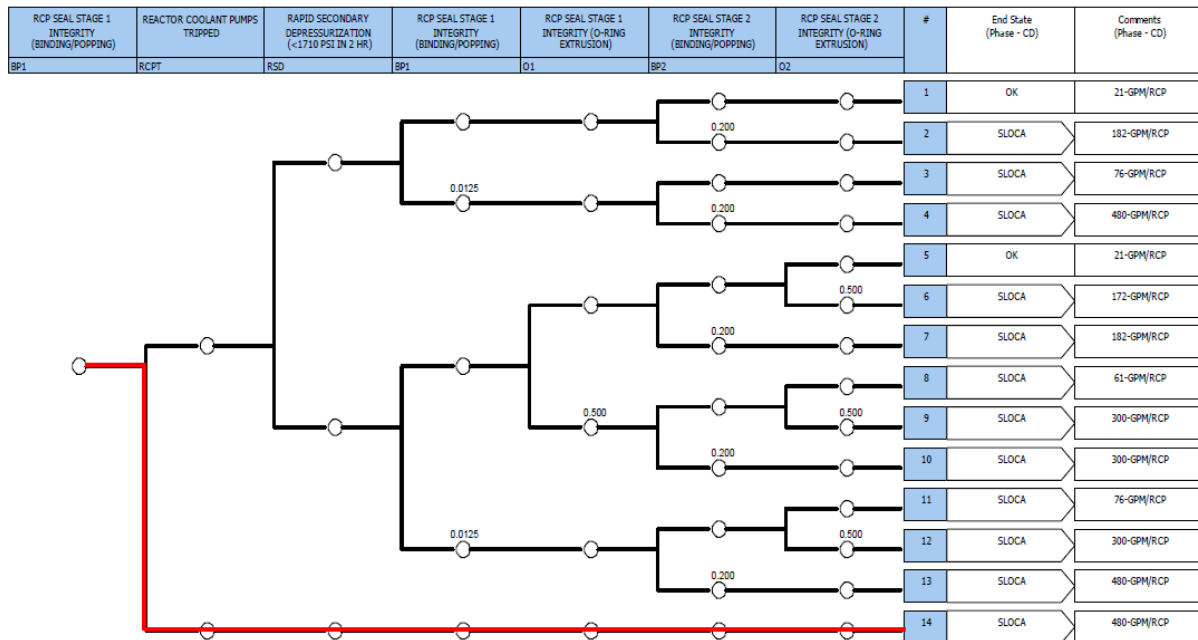 RCP SEAL STAGE 1
INTEGRITY
(BINDING/POPPING)
BP1
REACTOR COOLANT PUMPS
TRIPPED
RCPT
RAPID SECONDARY
DEPRESSURIZATION
(<1710 PSI IN 2 HR)
RSD
RCP SEAL STAGE 1
INTEGRITY
(BINDING/POPPING)
BP1
RCP SEAL STAGE 1
INTEGRITY (O-RING
EXTRUSION)
O1
RCP SEAL STAGE 2
INTEGRITY
(BINDING/POPPING)
BP2
RCP SEAL STAGE 2
INTEGRITY (O-RING
EXTRUSION)
O2
#
End State
(Phase - CD)
Comments
(Phase - CD)
1 OK 21-GPM/RCP
0.200 2 SLOCA 182-GPM/RCP
0.0125 3 SLOCA 76-GPM/RCP
0.200 4 SLOCA 480-GPM/RCP
5 OK 21-GPM/RCP
0.500 6 SLOCA 172-GPM/RCP
0.200 7 SLOCA 182-GPM/RCP
8 SLOCA 61-GPM/RCP
0.500 0.500 9 SLOCA 300-GPM/RCP
0.200 10 SLOCA 300-GPM/RCP
11 SLOCA 76-GPM/RCP
0.0125 0.500 12 SLOCA 300-GPM/RCP
0.200 13 SLOCA 480-GPM/RCP
14 SLOCA 480-GPM/RCP